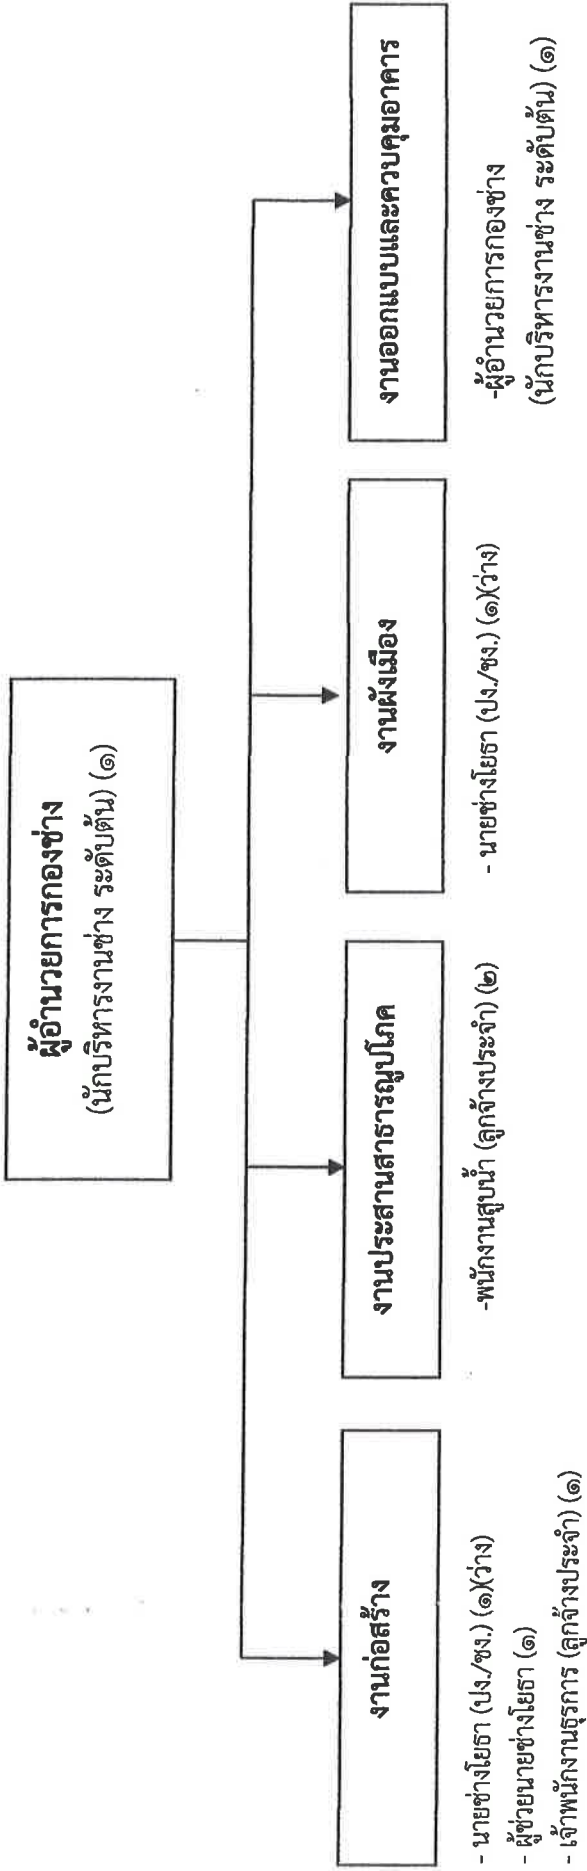 ผู้อำนวยการกองช่าง
(นักบริหารงานช่าง ระดับต้น) (๑)
งานก่อสร้าง
- นายช่างโยธา (ปง./ชง.) (๑)(ว่าง)
- ผู้ช่วยนายช่างโยธา (๑)
- เจ้าพนักงานธุรการ (ลูกจ้างประจำ) (๑)
งานประสานสาธารณูปโภค
-พนักงานสูบน้ำ (ลูกจ้างประจำ) (๒)
งานผังเมือง
- นายช่างโยธา (ปง./ชง.) (๑)(ว่าง)
งานออกแบบและควบคุมอาคาร
-ผู้อำนวยการกองช่าง
(นักบริหารงานช่าง ระดับต้น) (๑)